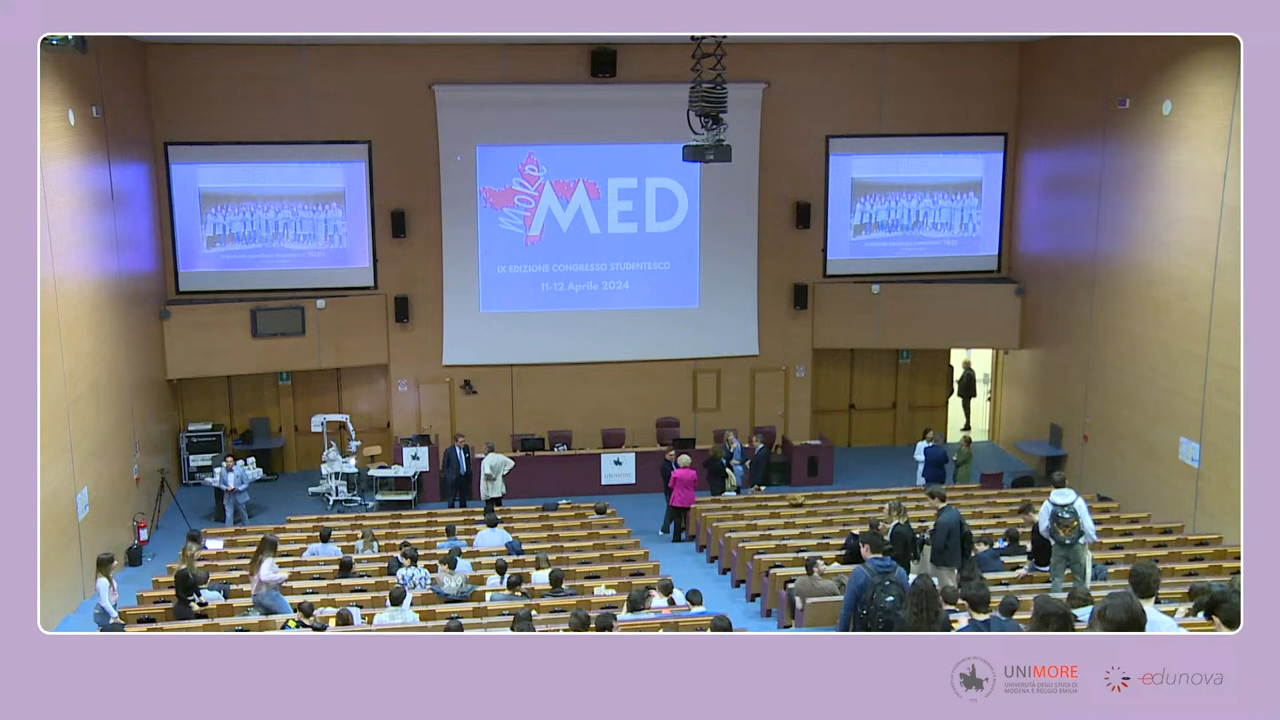 MoRe
MED
IX EDIZIONE CONGRESSO STUDENTESCO
11-12 Aprile 2024
UNIMORE
UNIMORE
UNIVERSITÀ DEGLI STUDI DI
MODENA E REGGIO EMILIA
edunova